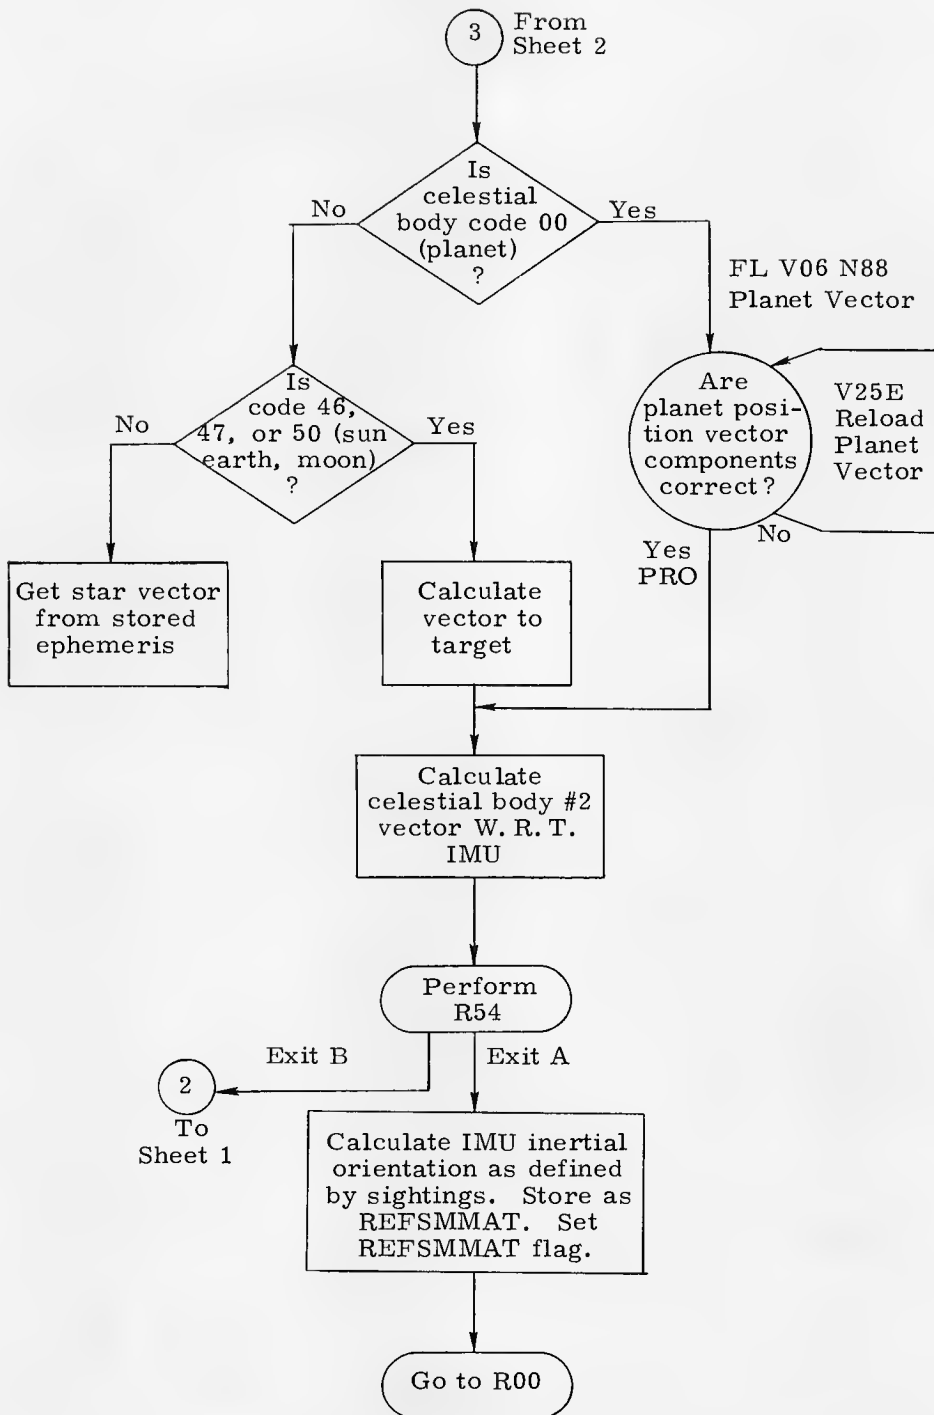 3
From
Sheet 2
Is
celestial
body code 00
(planet)
?
No
Yes
FL V06 N88
Planet Vector
Is
code 46,
47, or 50 (sun
earth, moon)
?
No
Yes
Are
planet posi-
tion vector
components
correct?
V25E
Reload
Planet
Vector
No
Yes
PRO
Get star vector
from stored
ephemeris
Calculate
vector to
target
Calculate
celestial body #2
vector W. R. T.
IMU
Perform
R54
Exit B
Exit A
2
To
Sheet 1
Calculate IMU inertial
orientation as defined
by sightings. Store as
REFSMMAT. Set
REFSMMAT flag.
Go to R00